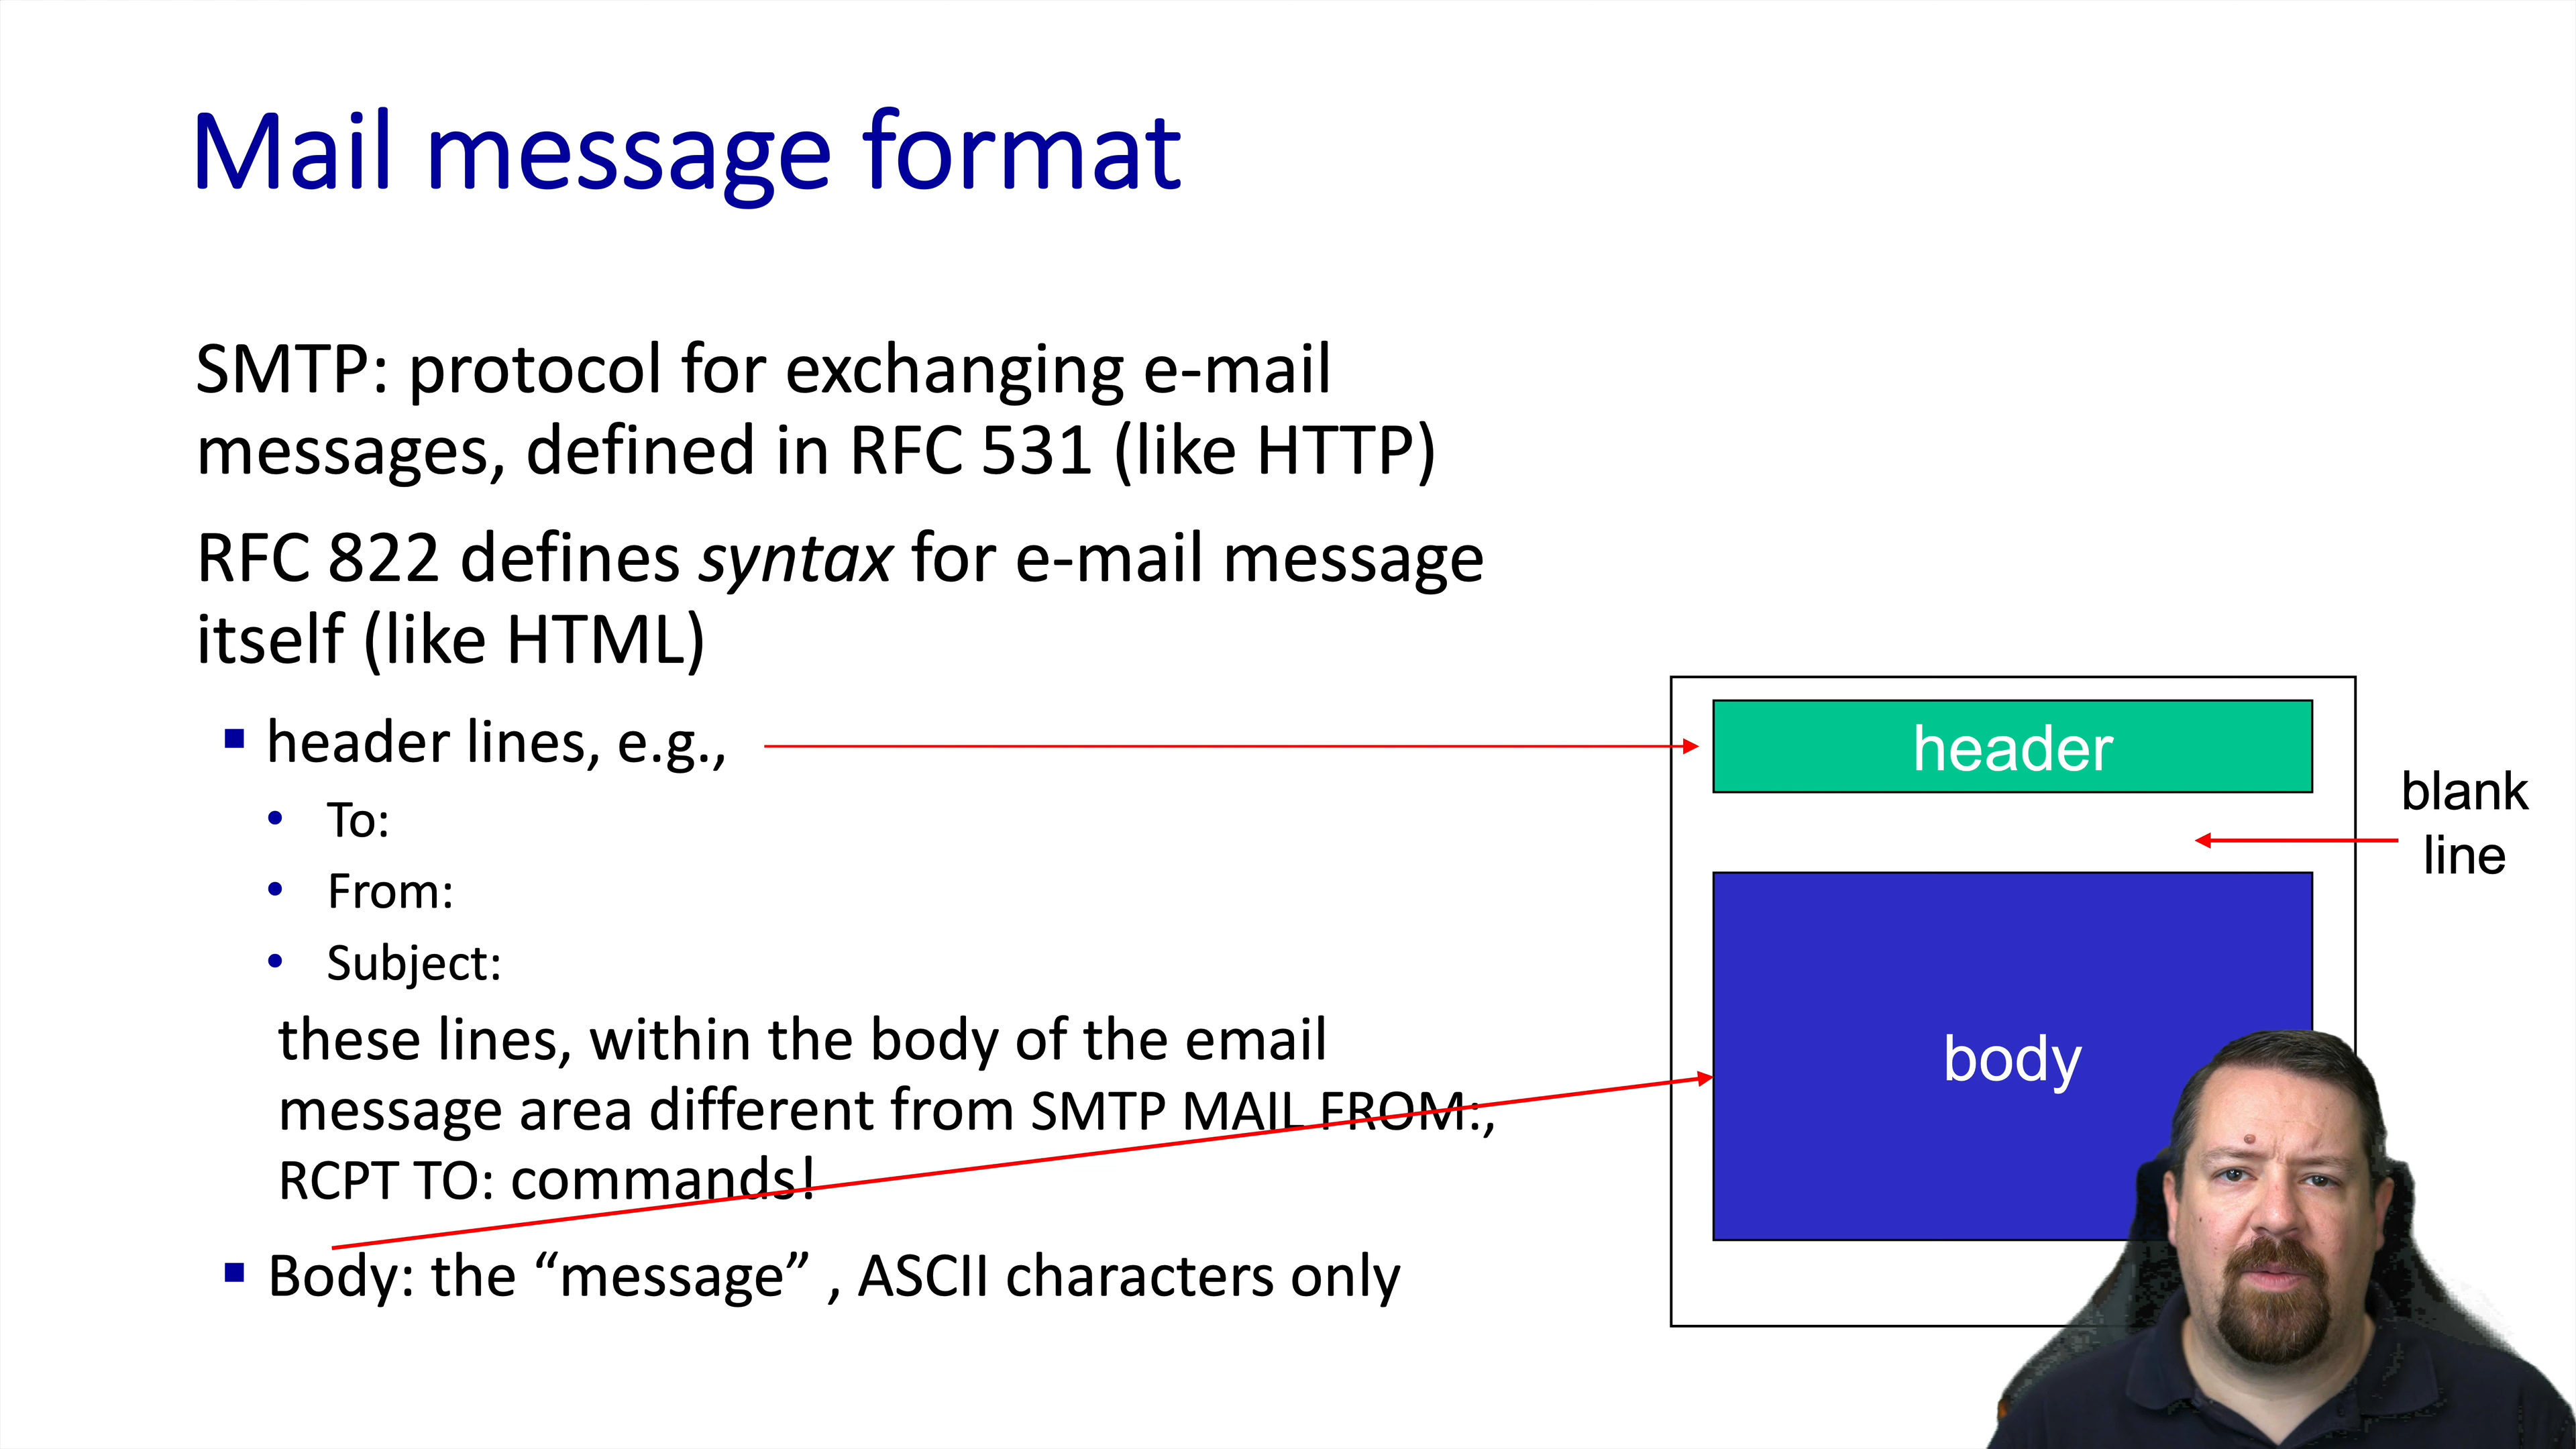 Mail message format
SMTP: protocol for exchanging e-mail
messages, defined in RFC 531 (like HTTP)
RFC 822 defines syntax for e-mail message
itself (like HTML)
header lines, e.g.,
To:
From:
Subject:
these lines, within the body of the email
message area different from SMTP MAIL FROM:,
RCPT TO: commands!
Body: the “message” , ASCII characters only
header
blank
line
body